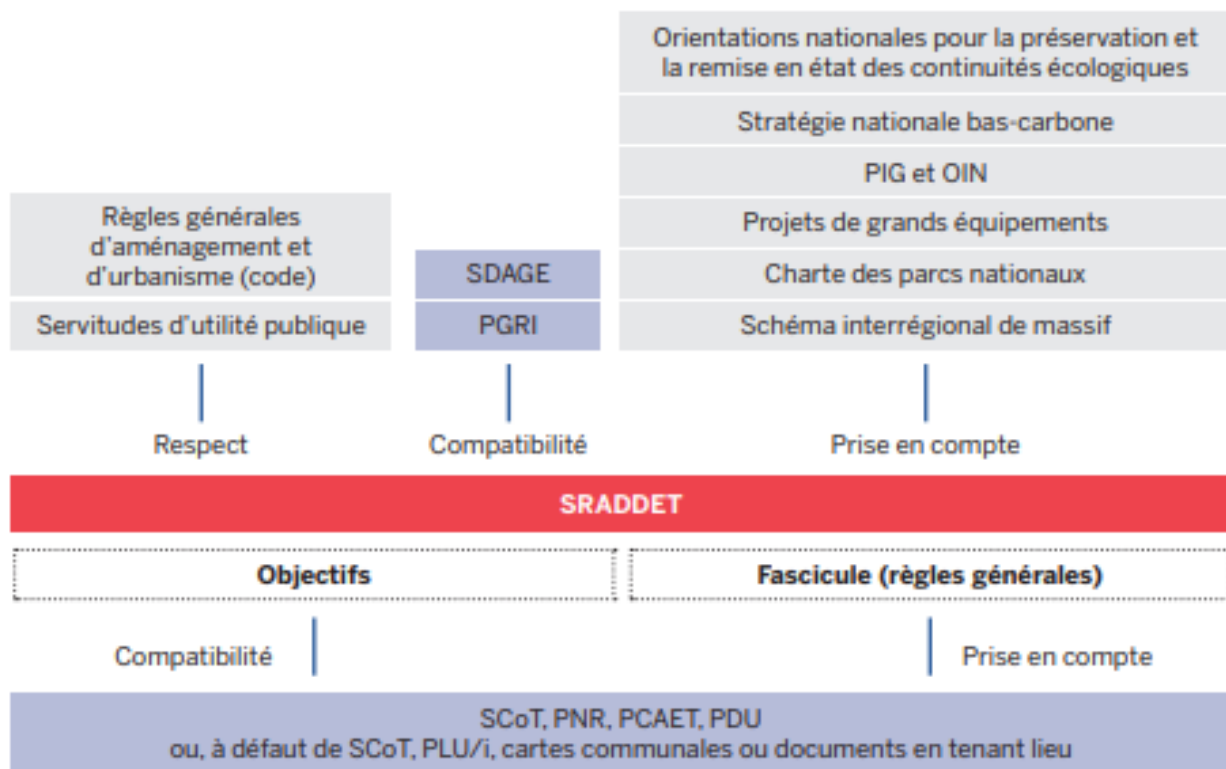 Orientations nationales pour la préservation et
la remise en état des continuités écologiques
Stratégie nationale bas-carbone
PIG et OIN
Projets de grands équipements
Charte des parcs nationaux
Schéma interrégional de massif
Règles générales
d'aménagement et
d'urbanisme (code)
Servitudes d'utilité publique
SDAGE
PGRI
Respect
Compatibilité
Prise en compte
SRADDET
Objectifs
Fascicule (règles générales)
Compatibilité
Prise en compte
SCoT, PNR, PCAET, PDU
ou, à défaut de SCoT, PLU/i, cartes communales ou documents en tenant lieu